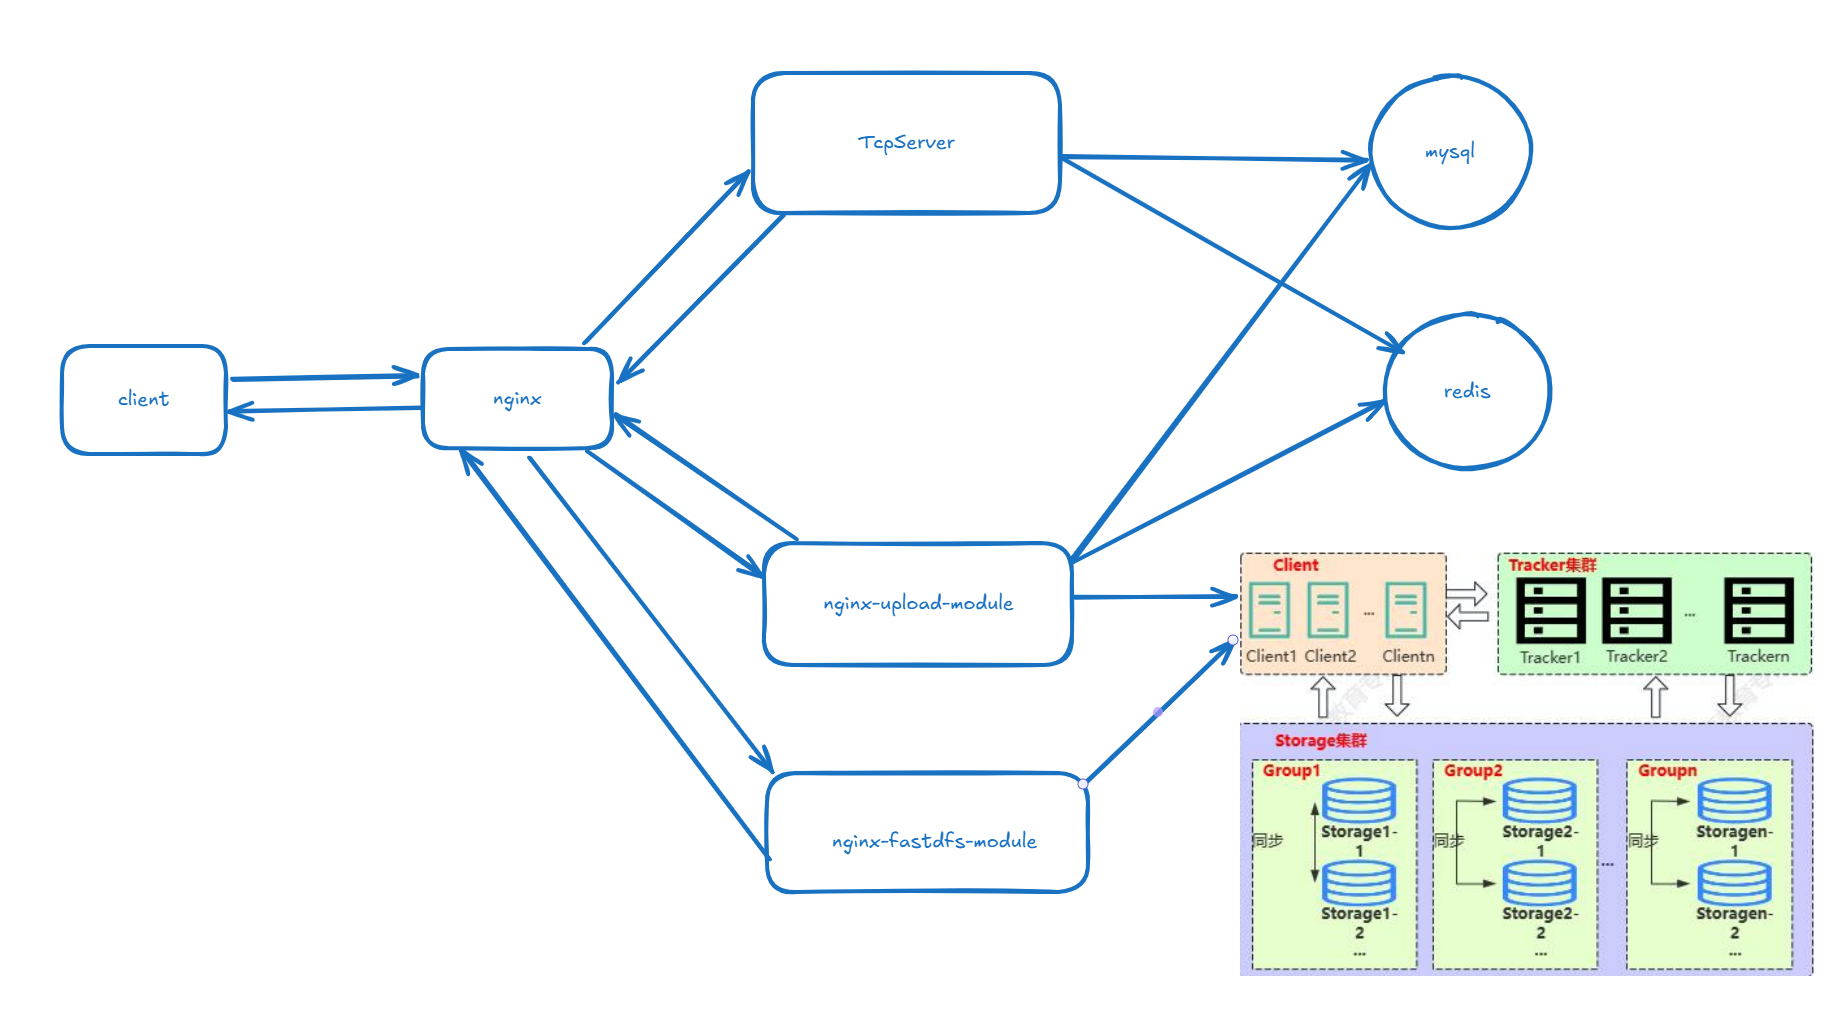 TcpServer
mysql
client
nginx
redis
nginx-upload-module
nginx-fastdfs-module
Client
Client1 Client2 ... Clientn
Tracker集群
Tracker1 Tracker2 ... Trackern
Storage集群
Group1
同步
Storage1-
1
Storage1-
2
...
Group2
同步
Storage2-
1
Storage2-
2
...
...
Groupn
同步
Storagen-
1
Storagen-
2
...